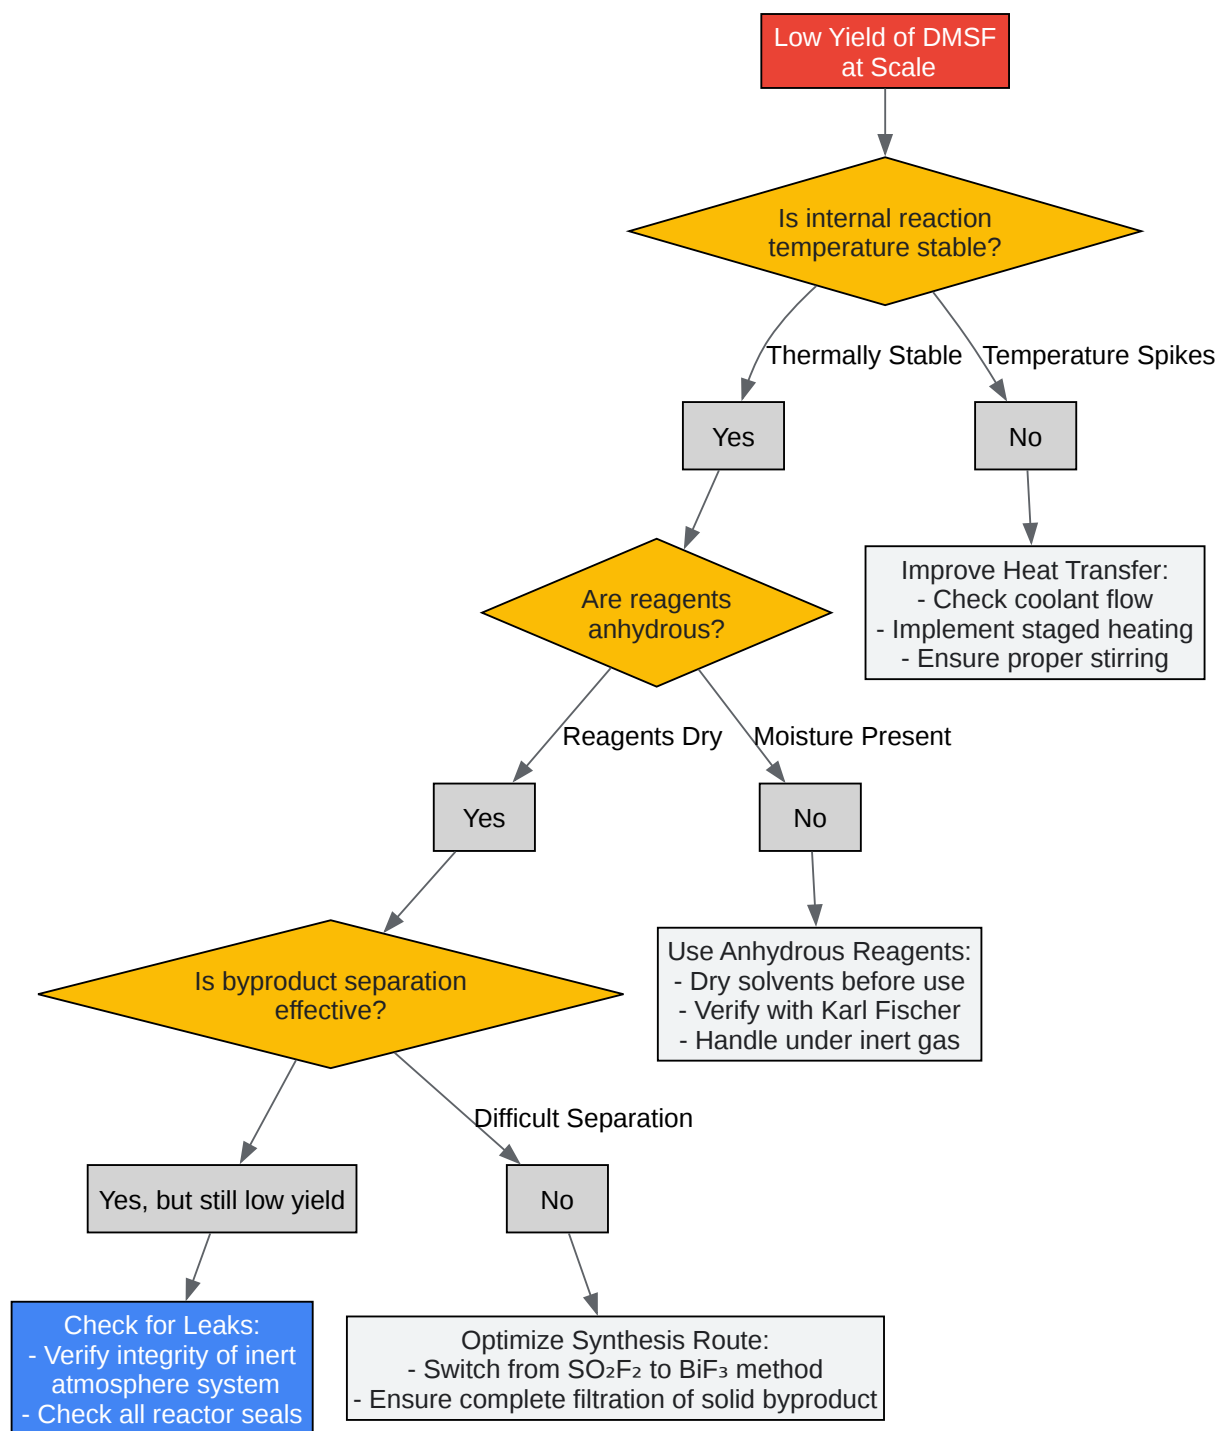 Low Yield of DMSF
at Scale
Is internal reaction
temperature stable?
Thermally Stable
Temperature Spikes
Yes
No
Improve Heat Transfer:
- Check coolant flow
- Implement staged heating
- Ensure proper stirring
Are reagents
anhydrous?
Reagents Dry
Moisture Present
Yes
No
Use Anhydrous Reagents:
- Dry solvents before use
- Verify with Karl Fischer
- Handle under inert gas
Is byproduct separation
effective?
Difficult Separation
Yes, but still low yield
No
Check for Leaks:
- Verify integrity of inert
atmosphere system
- Check all reactor seals
Optimize Synthesis Route:
- Switch from SO₂F₂ to BiF₃ method
- Ensure complete filtration of solid byproduct